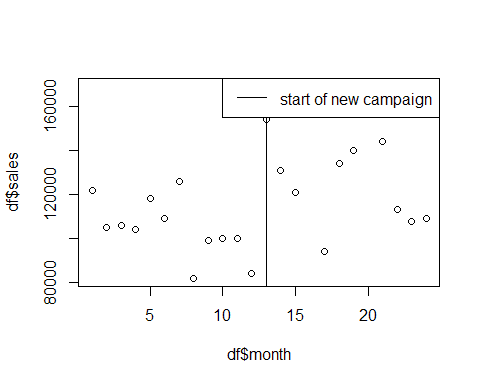 start of new campaign
df$sales
160000
120000
80000
5 10 15 20
df$month